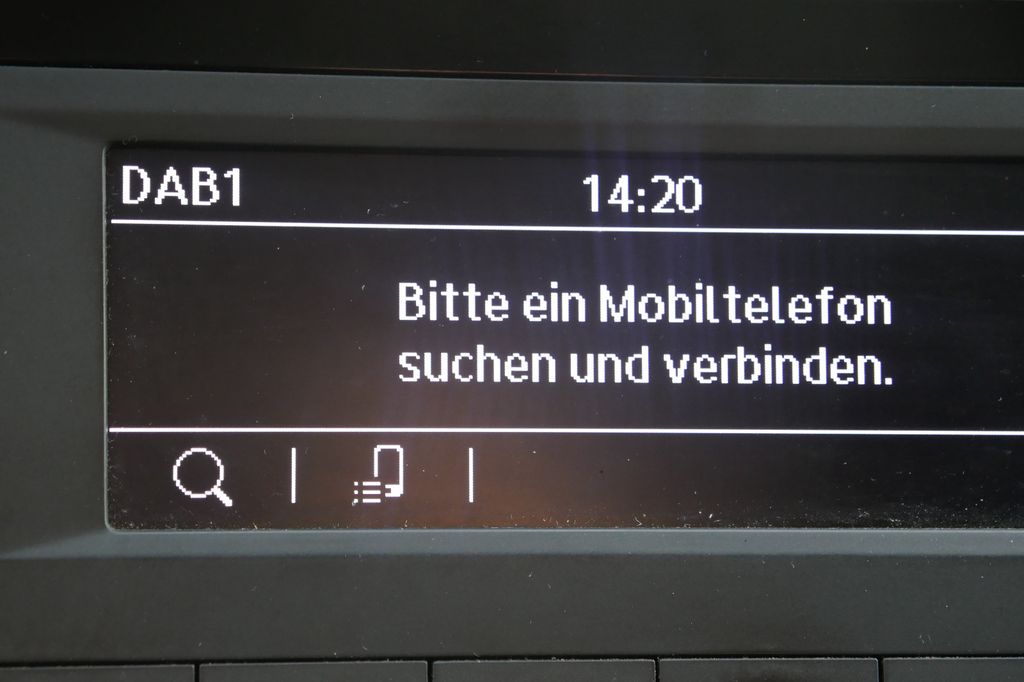 DAB1
14:20
Bitte ein Mobiltelefon
suchen und verbinden.